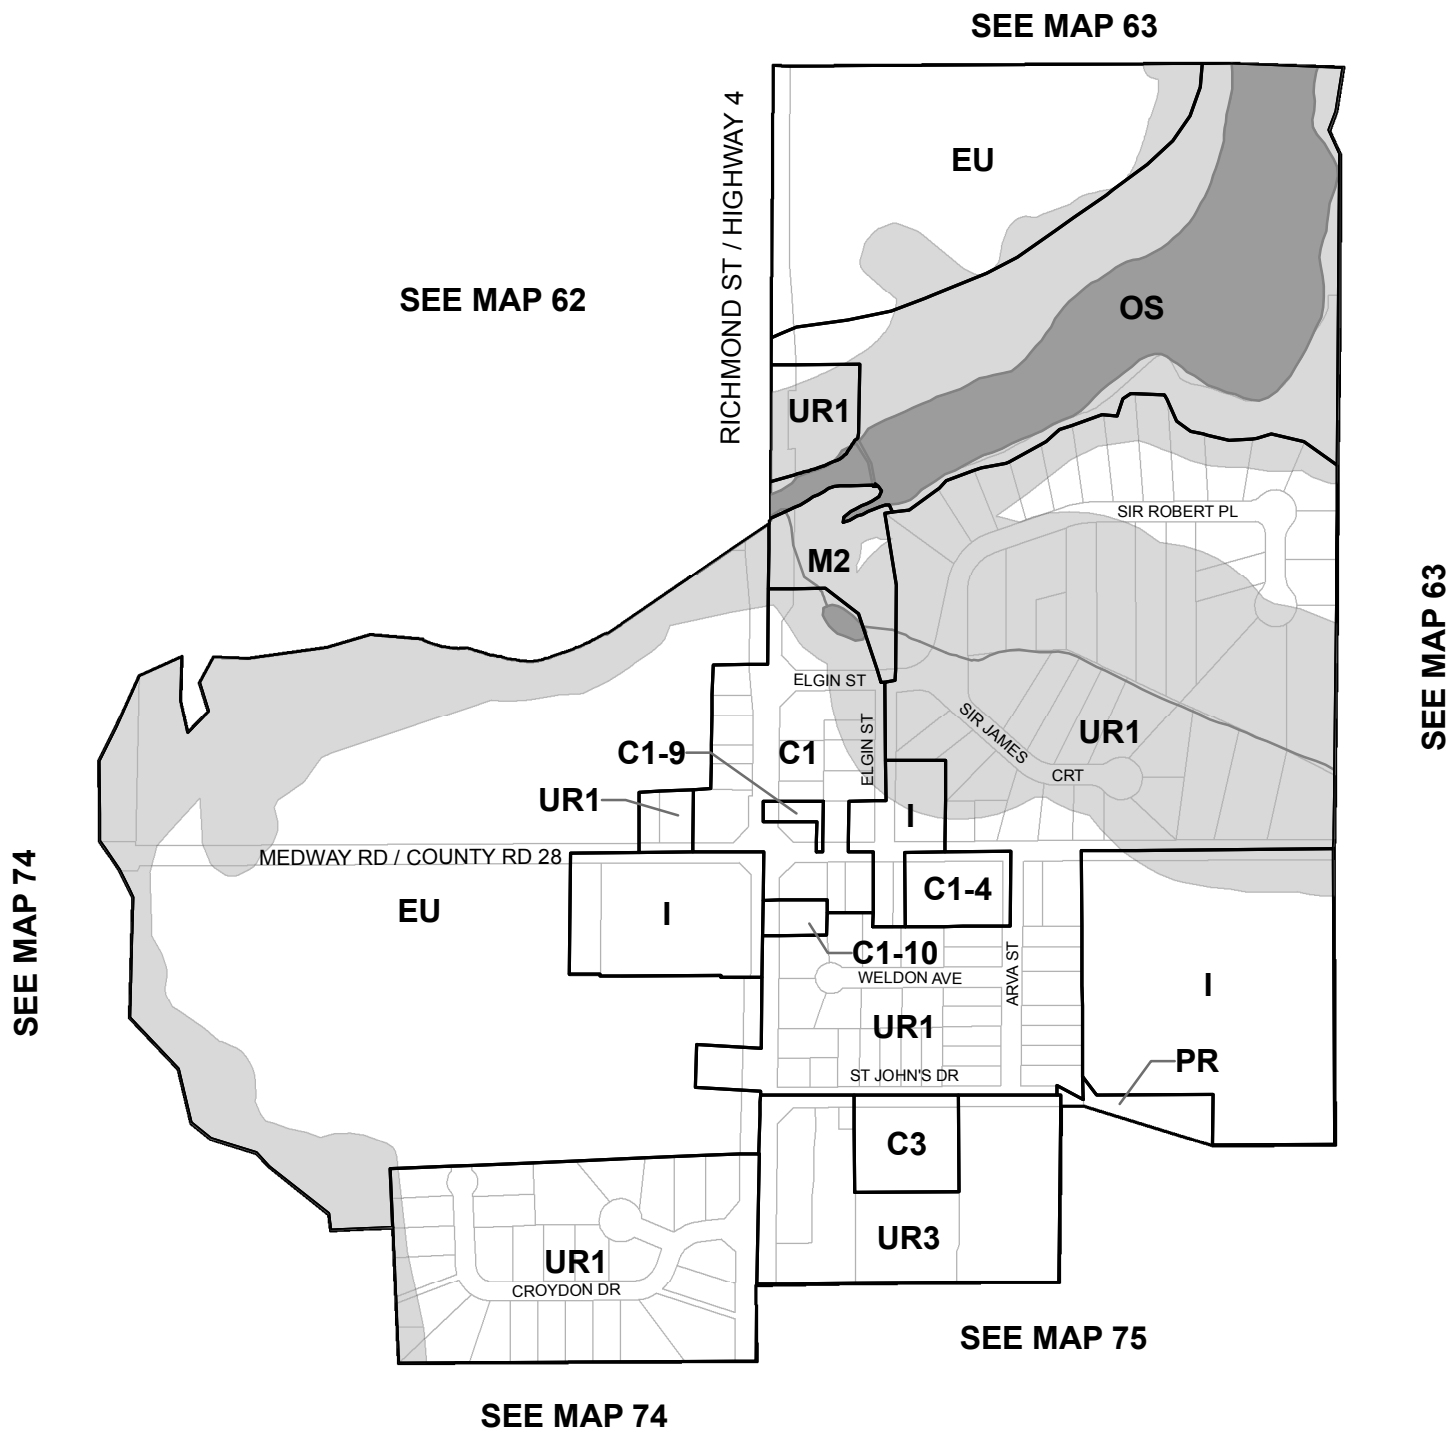 SEE MAP 63
RICHMOND ST / HIGHWAY 4
EU
SEE MAP 62
OS
UR1
SIR ROBERT PL
M2
SEE MAP 63
ELGIN ST
SIR JAMES
CRT
UR1
ELGIN ST
C1-9
C1
UR1
I
MEDWAY RD / COUNTY RD 28
SEE MAP 74
EU
I
C1-4
C1-10
WELDON AVE
ARVA ST
I
UR1
PR
ST JOHN'S DR
C3
UR3
UR1
CROYDON DR
SEE MAP 75
SEE MAP 74